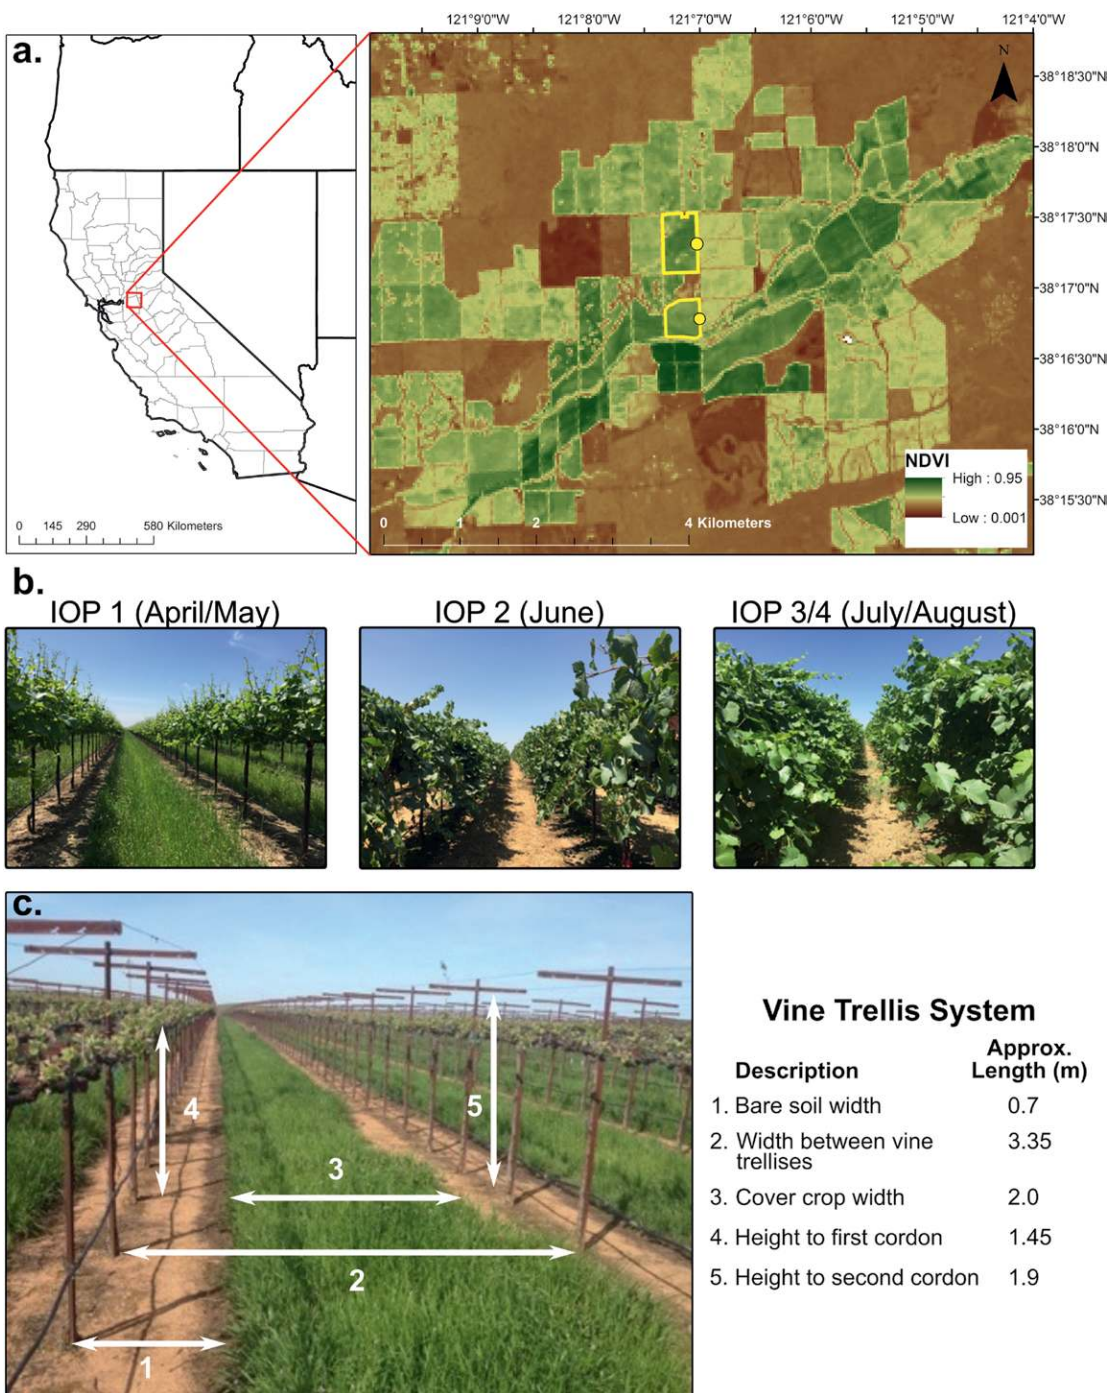 a.
121°9'0"W 121°8'0"W 121°7'0"W 121°6'0"W 121°5'0"W 121°4'0"W
N
38°18'30"N
38°18'0"N
38°17'30"N
38°17'0"N
38°16'30"N
38°16'0"N
38°15'30"N
NDVI
High : 0.95
Low : 0.001
0 145 290 580 Kilometers
0 1 2 4 Kilometers
b.
IOP 1 (April/May) IOP 2 (June) IOP 3/4 (July/August)
c.
4
5
3
2
1
Vine Trellis System
Description Approx. Length (m)
1. Bare soil width 0.7
2. Width between vine 3.35
trellises
3. Cover crop width 2.0
4. Height to first cordon 1.45
5. Height to second cordon 1.9